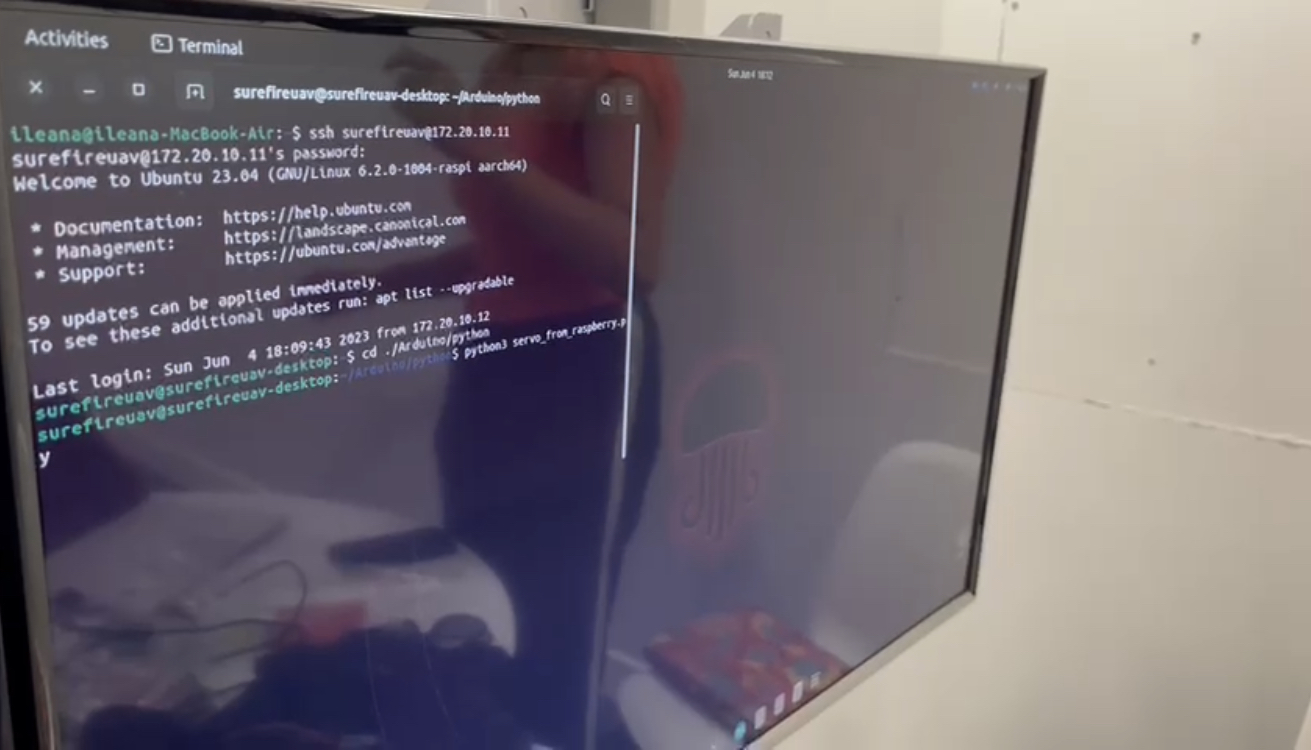 Activities Terminal
Sun Jun 4 18:12
surefireuav@surefireuav-desktop: ~/Arduino/python
ileana@ileana-MacBook-Air: $ ssh surefireuav@172.20.10.11
surefireuav@172.20.10.11's password:
Welcome to Ubuntu 23.04 (GNU/Linux 6.2.0-1004-raspi aarch64)
* Documentation: https://help.ubuntu.com
* Management: https://landscape.canonical.com
* Support: https://ubuntu.com/advantage
59 updates can be applied immediately.
To see these additional updates run: apt list --upgradable
Last login: Sun Jun 4 18:09:43 2023 from 172.20.10.12
surefireuav@surefireuav-desktop: $ cd ./Arduino/python
surefireuav@surefireuav-desktop:~/Arduino/python$ python3 servo_from_raspberry.p
y